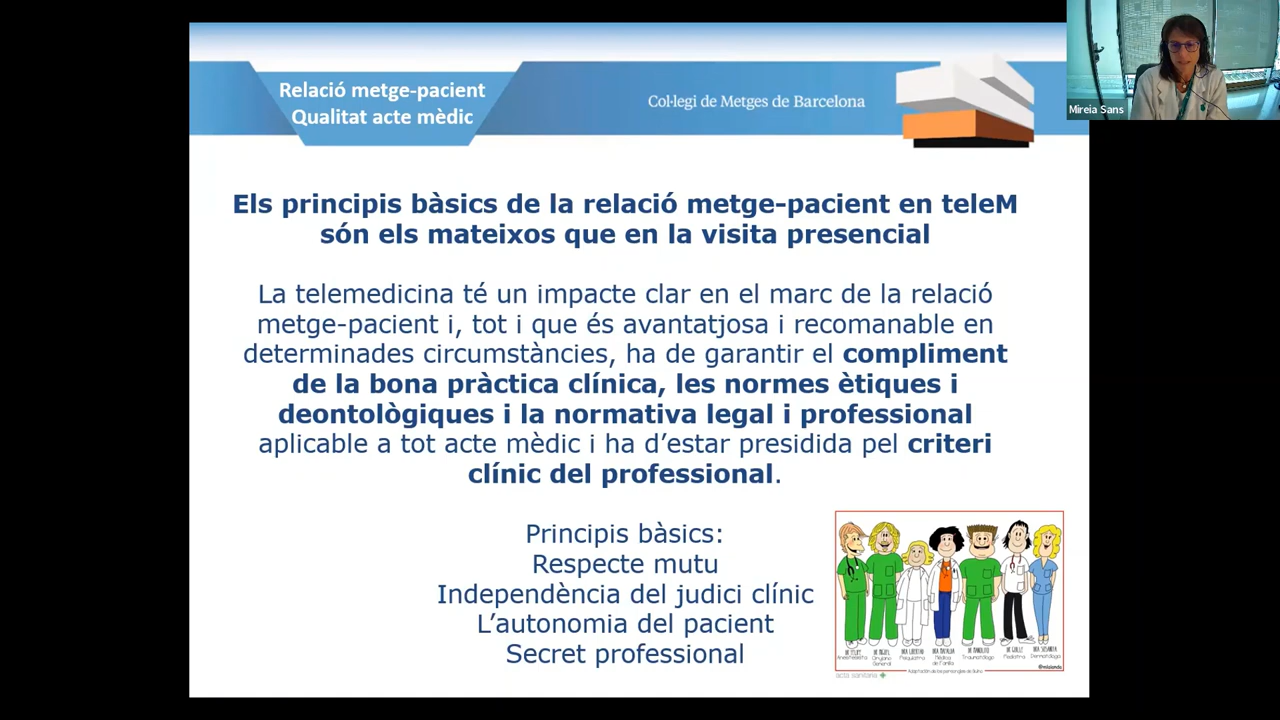 Relació metge-pacient
Qualitat acte mèdic
Col·legi de Metges de Barcelona
Mireia Sans
Els principis bàsics de la relació metge-pacient en teleM
són els mateixos que en la visita presencial
La telemedicina té un impacte clar en el marc de la relació
metge-pacient i, tot i que és avantatjosa i recomanable en
determinades circumstàncies, ha de garantir el compliment
de la bona pràctica clínica, les normes ètiques i
deontològiques i la normativa legal i professional
aplicable a tot acte mèdic i ha d’estar presidida pel criteri
clínic del professional.
Principis bàsics:
Respecte mutu
Independència del judici clínic
L’autonomia del pacient
Secret professional
acta sanitaria